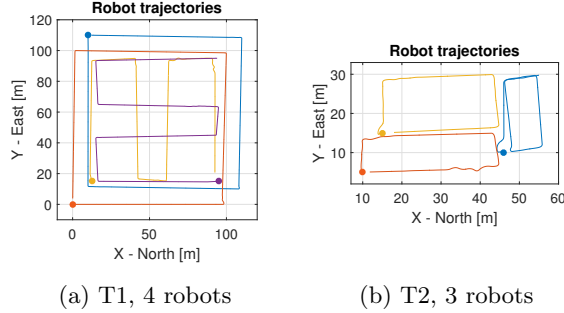 Robot trajectories
120
100
80
60
40
20
0
0 50 100
Y - East [m]
X - North [m]
(a) T1, 4 robots
Robot trajectories
30
20
10
10 20 30 40 50 60
Y - East [m]
X - North [m]
(b) T2, 3 robots